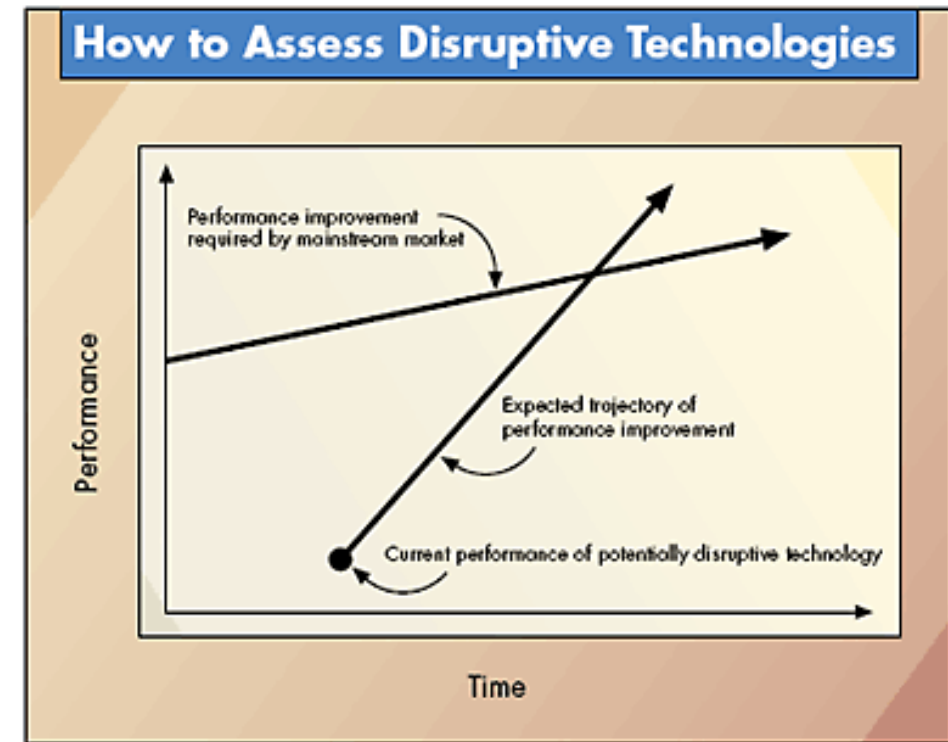 How to Assess Disruptive Technologies
Performance improvement
required by mainstream market
Expected trajectory of
performance improvement
Current performance of potentially disruptive technology
Performance
Time